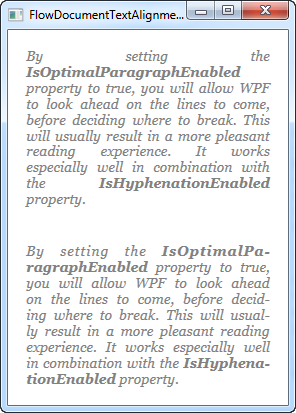 FlowDocumentTextAlignme...
By setting the
IsOptimalParagraphEnabled
property to true, you will allow WPF
to look ahead on the lines to come,
before deciding where to break. This
will usually result in a more pleasant
reading experience. It works
especially well in combination with
the IsHyphenationEnabled
property.
By setting the IsOptimalPa-
ragraphEnabled property to true,
you will allow WPF to look ahead
on the lines to come, before decid-
ing where to break. This will usual-
ly result in a more pleasant reading
experience. It works especially well
in combination with the IsHyphena-
tionEnabled property.